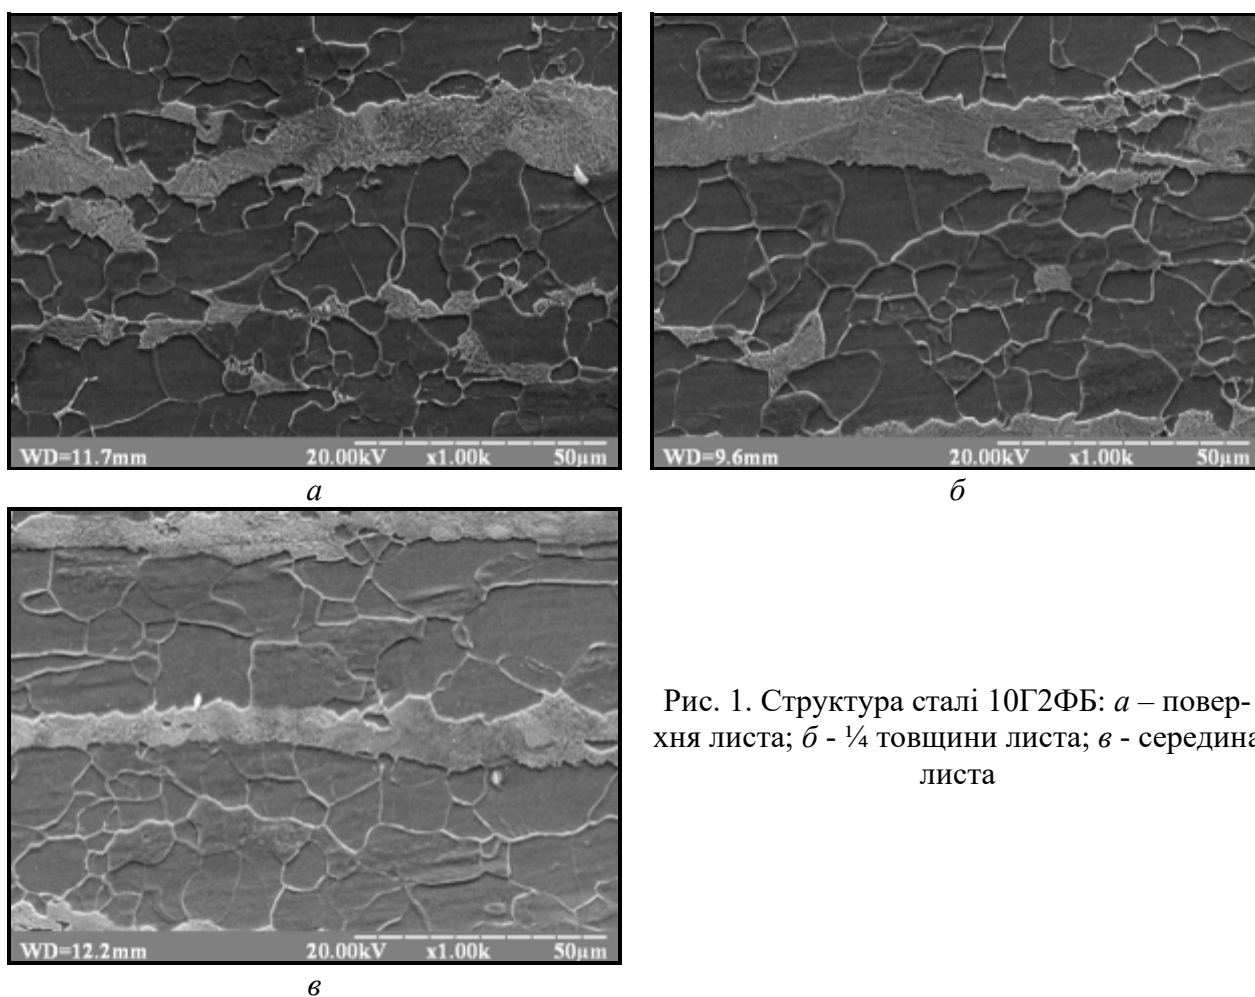 WD=11.7mm 20.00kV x1.00k 50μm
WD=9.6mm 20.00kV x1.00k 50μm
а
б
WD=12.2mm 20.00kV x1.00k 50μm
в
Рис. 1. Структура сталі 10Г2ФБ: а – повер-
хня листа; б - ¼ товщини листа; в - середина
листа